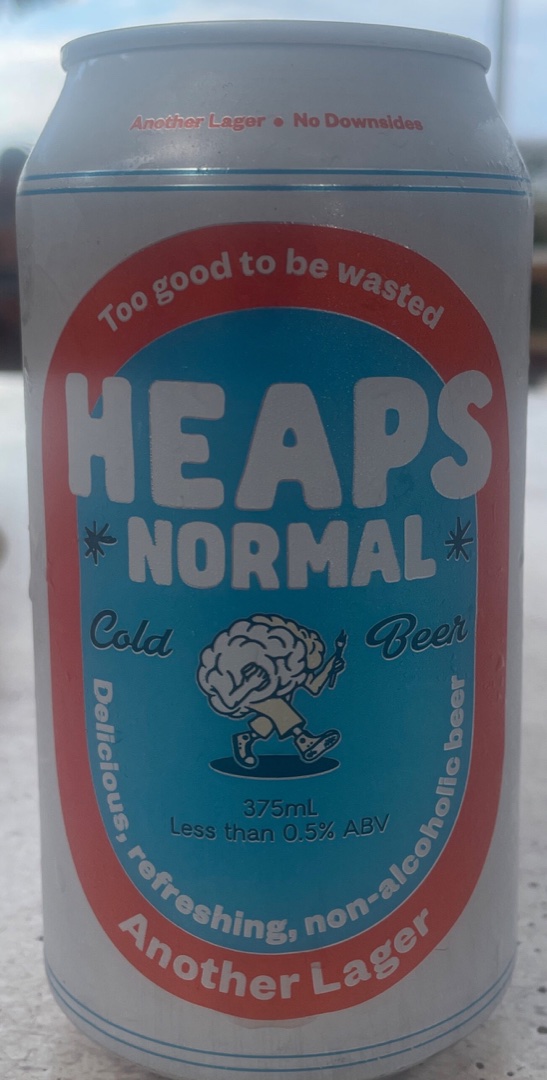 Another Lager • No Downsides
Too good to be wasted
HEAPS
NORMAL
Cold Beer
375mL
Less than 0.5% ABV
Delicious, refreshing, non-alcoholic beer
Another Lager